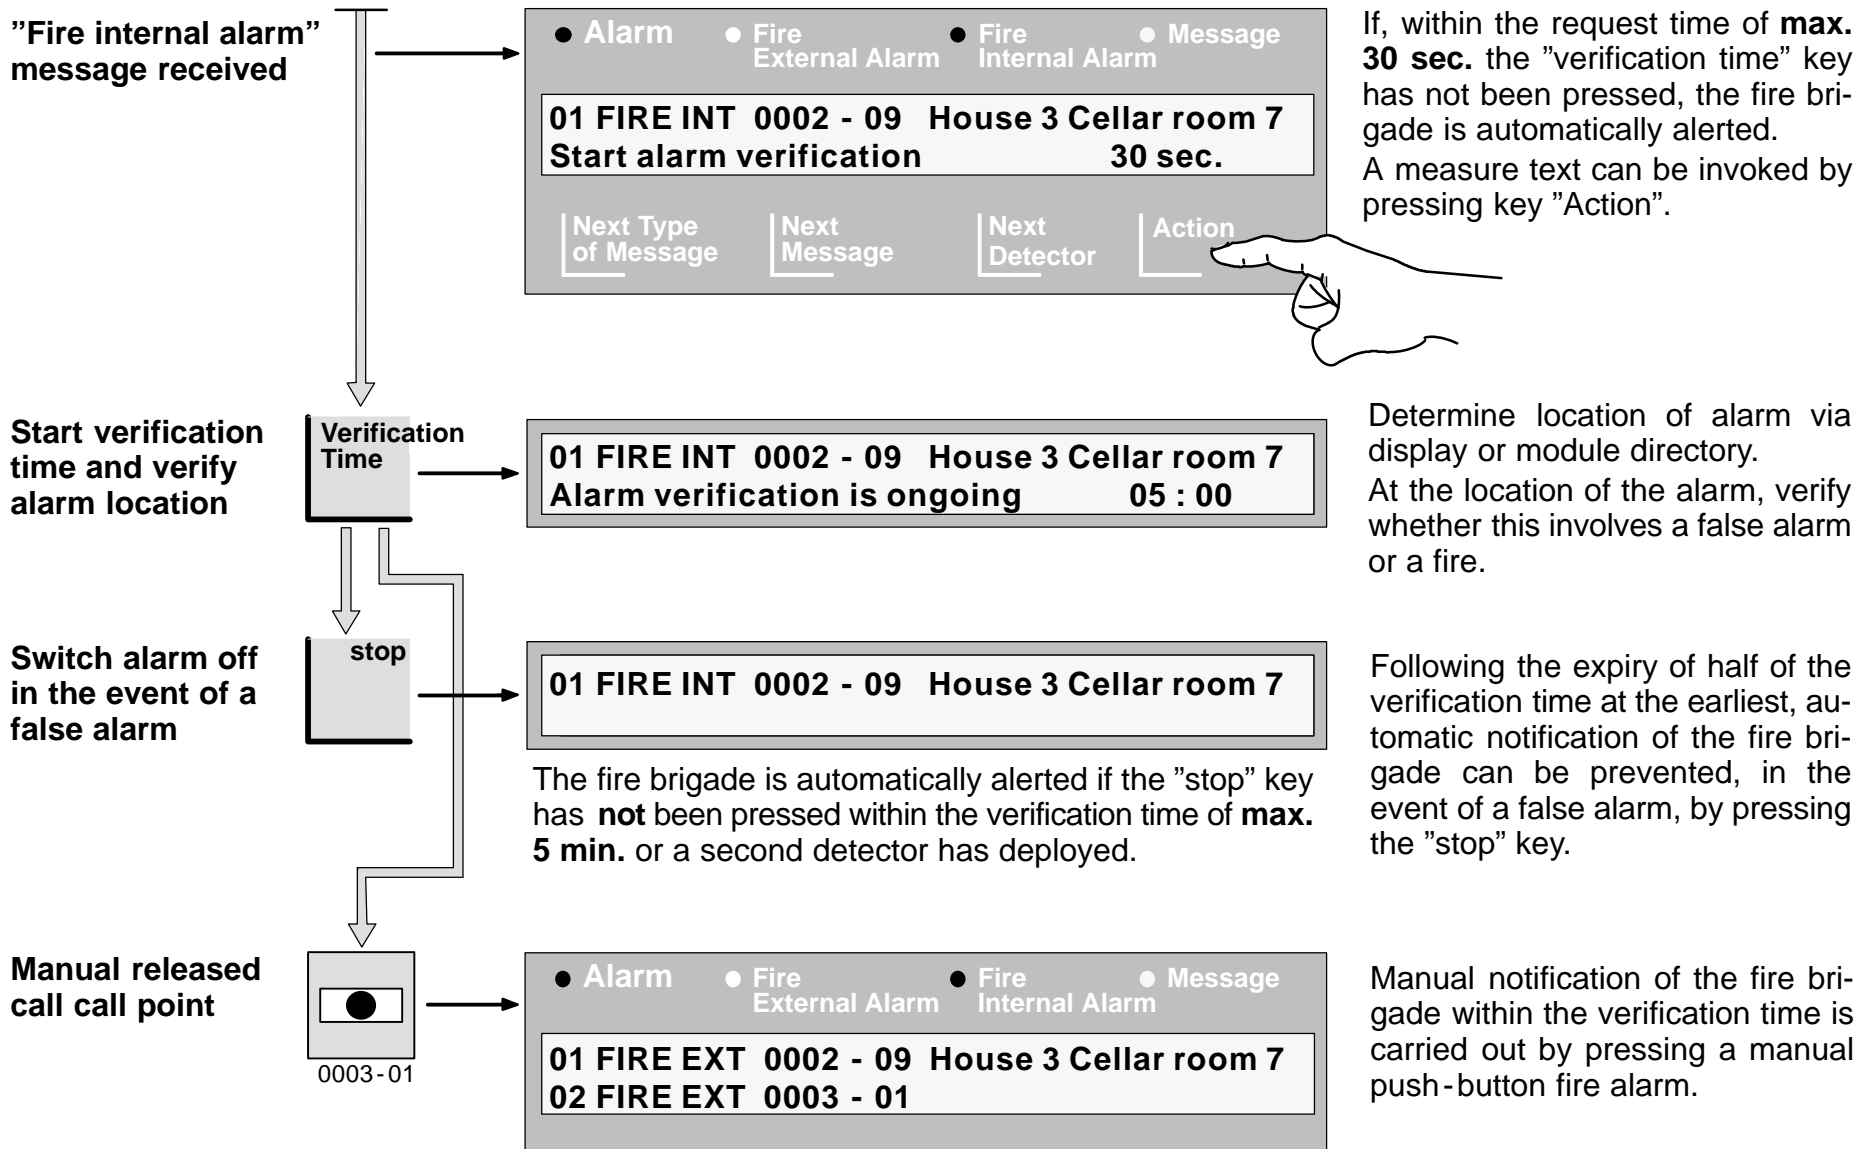 ”Fire internal alarm”
message received
Alarm
Fire
External Alarm
Fire
Internal Alarm
Message
01 FIRE INT 0002 - 09 House 3 Cellar room 7
Start alarm verification 30 sec.
Next Type
of Message
Next
Message
Next
Detector
Action
If, within the request time of max.
30 sec. the ”verification time” key
has not been pressed, the fire bri-
gade is automatically alerted.
A measure text can be invoked by
pressing key ”Action”.
Start verification
time and verify
alarm location
Verification
Time
01 FIRE INT 0002 - 09 House 3 Cellar room 7
Alarm verification is ongoing 05 : 00
Determine location of alarm via
display or module directory.
At the location of the alarm, verify
whether this involves a false alarm
or a fire.
Switch alarm off
in the event of a
false alarm
stop
01 FIRE INT 0002 - 09 House 3 Cellar room 7
The fire brigade is automatically alerted if the ”stop” key
has not been pressed within the verification time of max.
5 min. or a second detector has deployed.
Following the expiry of half of the
verification time at the earliest, au-
tomatic notification of the fire bri-
gade can be prevented, in the
event of a false alarm, by pressing
the ”stop” key.
Manual released
call call point
0003-01
Alarm
Fire
External Alarm
Fire
Internal Alarm
Message
01 FIRE EXT 0002 - 09 House 3 Cellar room 7
02 FIRE EXT 0003 - 01
Manual notification of the fire bri-
gade within the verification time is
carried out by pressing a manual
push-button fire alarm.